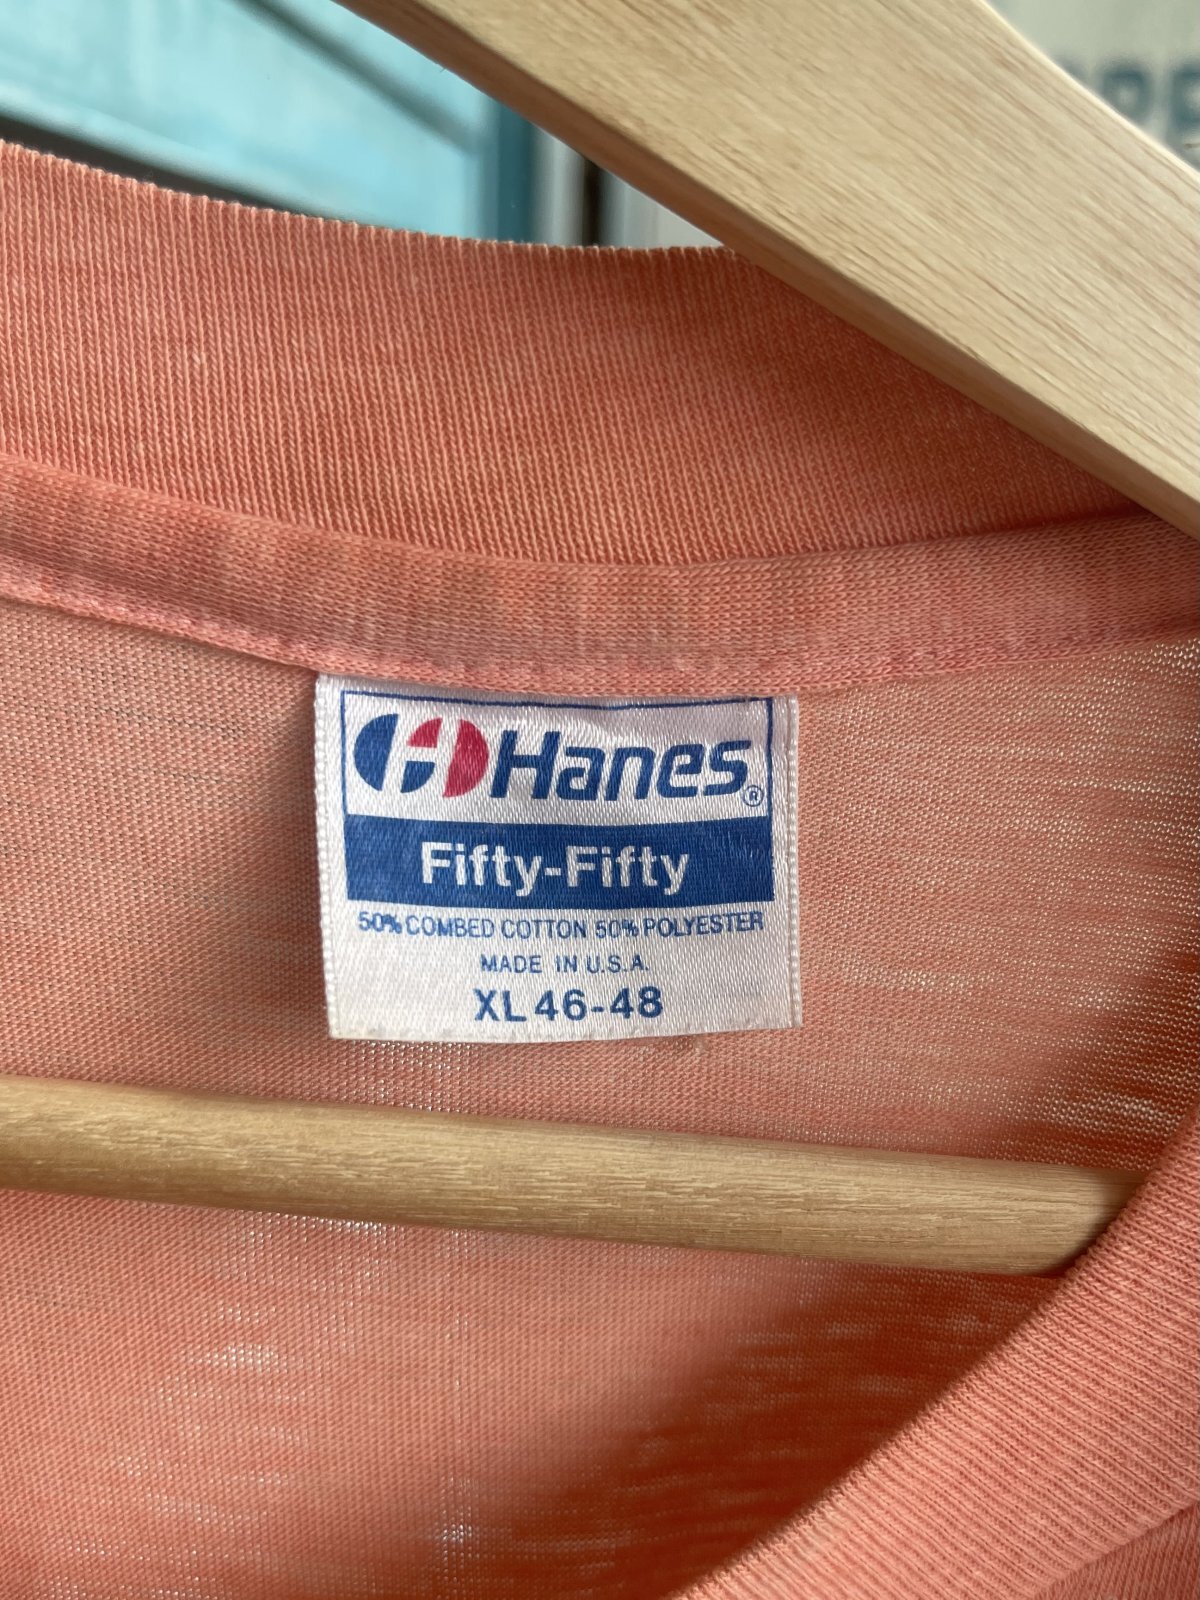 Hanes®
Fifty-Fifty
50% COMBED COTTON 50% POLYESTER
MADE IN U.S.A.
XL 46-48